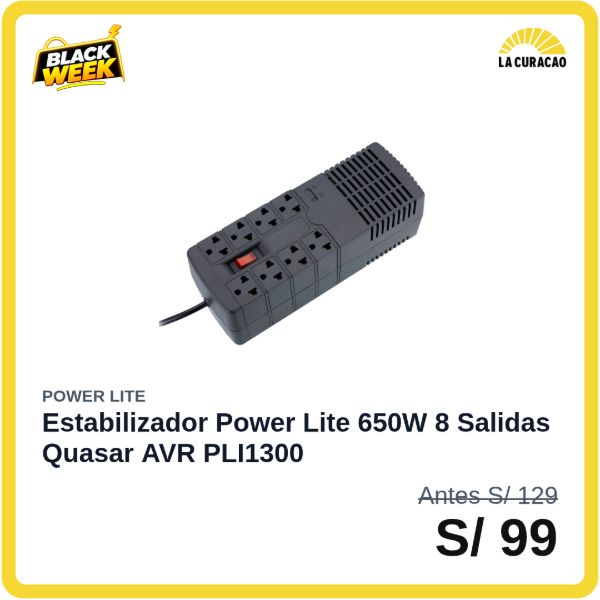 BLACK
WEEK
LA CURACAO
POWER LITE
Estabilizador Power Lite 650W 8 Salidas
Quasar AVR PLI1300
Antes S/ 129
S/ 99